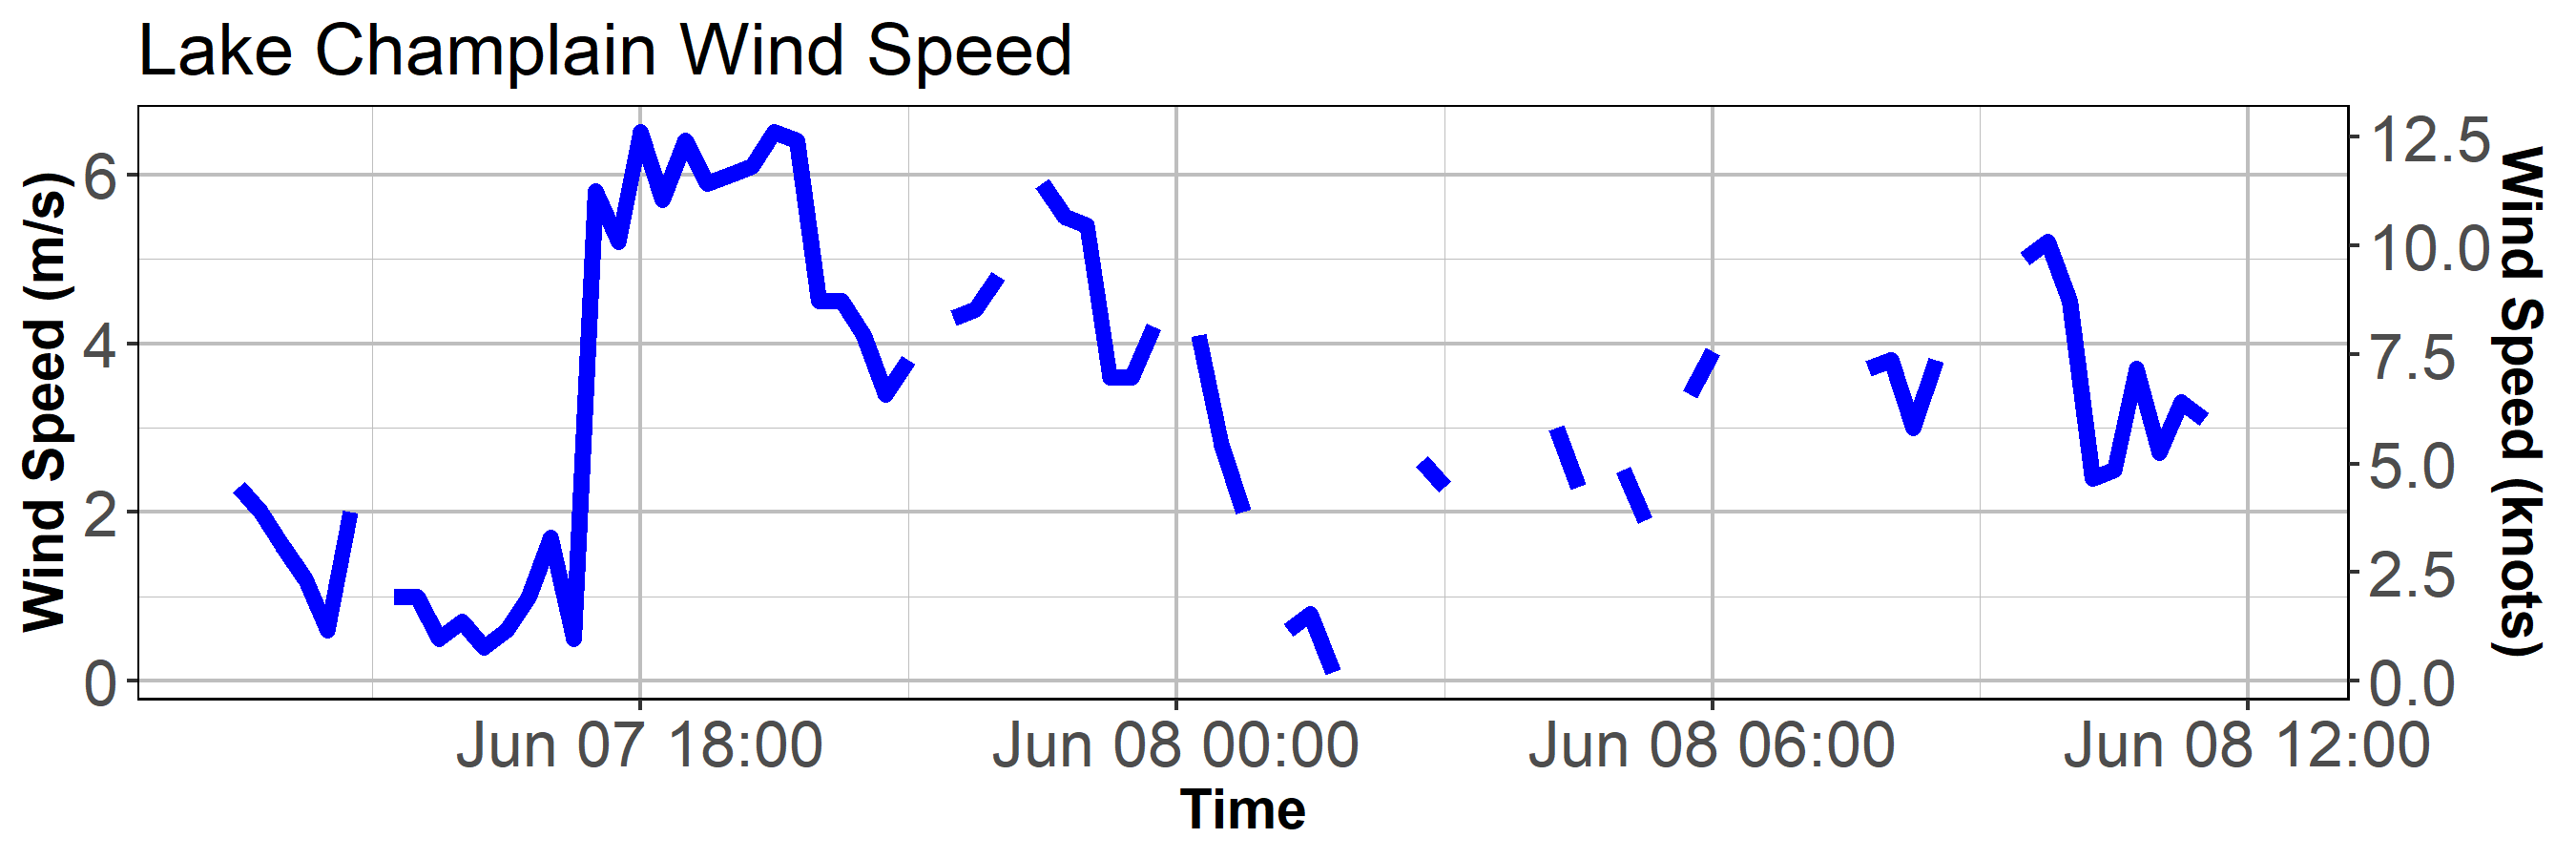 Lake Champlain Wind Speed
Wind Speed (m/s)
6
4
2
0
12.5
10.0
7.5
5.0
2.5
0.0
Wind Speed (knots)
Jun 07 18:00 Jun 08 00:00 Jun 08 06:00 Jun 08 12:00
Time